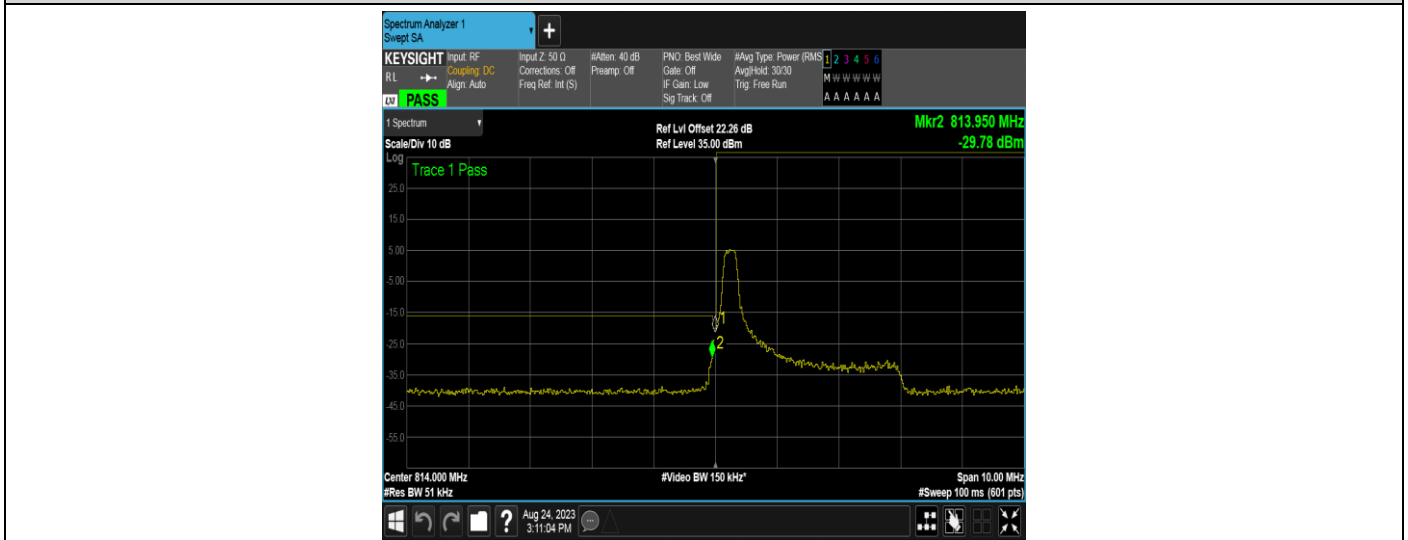 Spectrum Analyzer 1
Swept SA
+
KEYSIGHT
RL
LXI PASS
Input: RF
Coupling: DC
Align: Auto
Input Z: 50 Ω
Corrections: Off
Freq Ref: Int (S)
#Atten: 40 dB
Preamp: Off
PNO: Best Wide
Gate: Off
IF Gain: Low
Sig Track: Off
#Avg Type: Power (RMS
Avg|Hold: 30/30
Trig: Free Run
1 2 3 4 5 6
M W W W W W
A A A A A A
1 Spectrum
Scale/Div 10 dB
Ref Lvl Offset 22.26 dB
Ref Level 35.00 dBm
Mkr2 813.950 MHz
-29.78 dBm
Log
Trace 1 Pass
25.0
15.0
5.00
-5.00
-15.0
-25.0
-35.0
-45.0
-55.0
1
2
Center 814.000 MHz
#Res BW 51 kHz
#Video BW 150 kHz*
Span 10.00 MHz
#Sweep 100 ms (601 pts)
?
Aug 24, 2023
3:11:04 PM